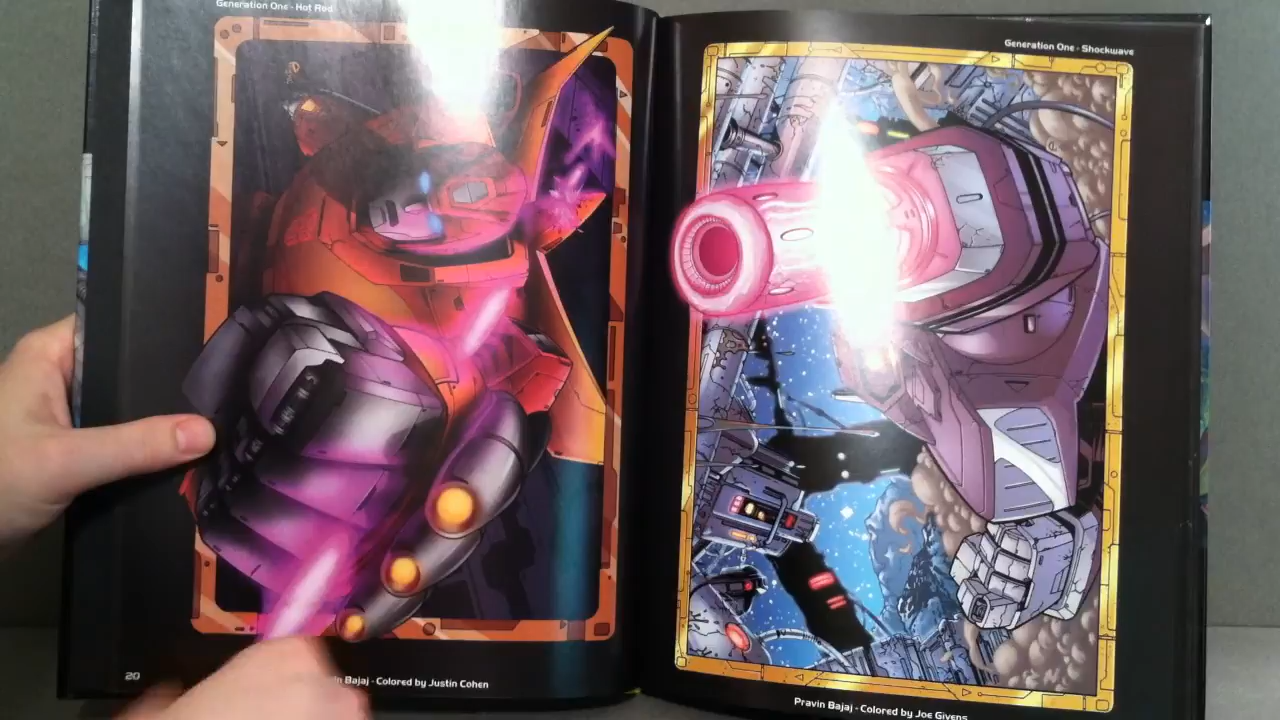 Generation One - Hot Rod
Generation One - Shockwave
20
Bajaj - Colored by Justin Cohen
Pravin Bajaj - Colored by Joe Givens